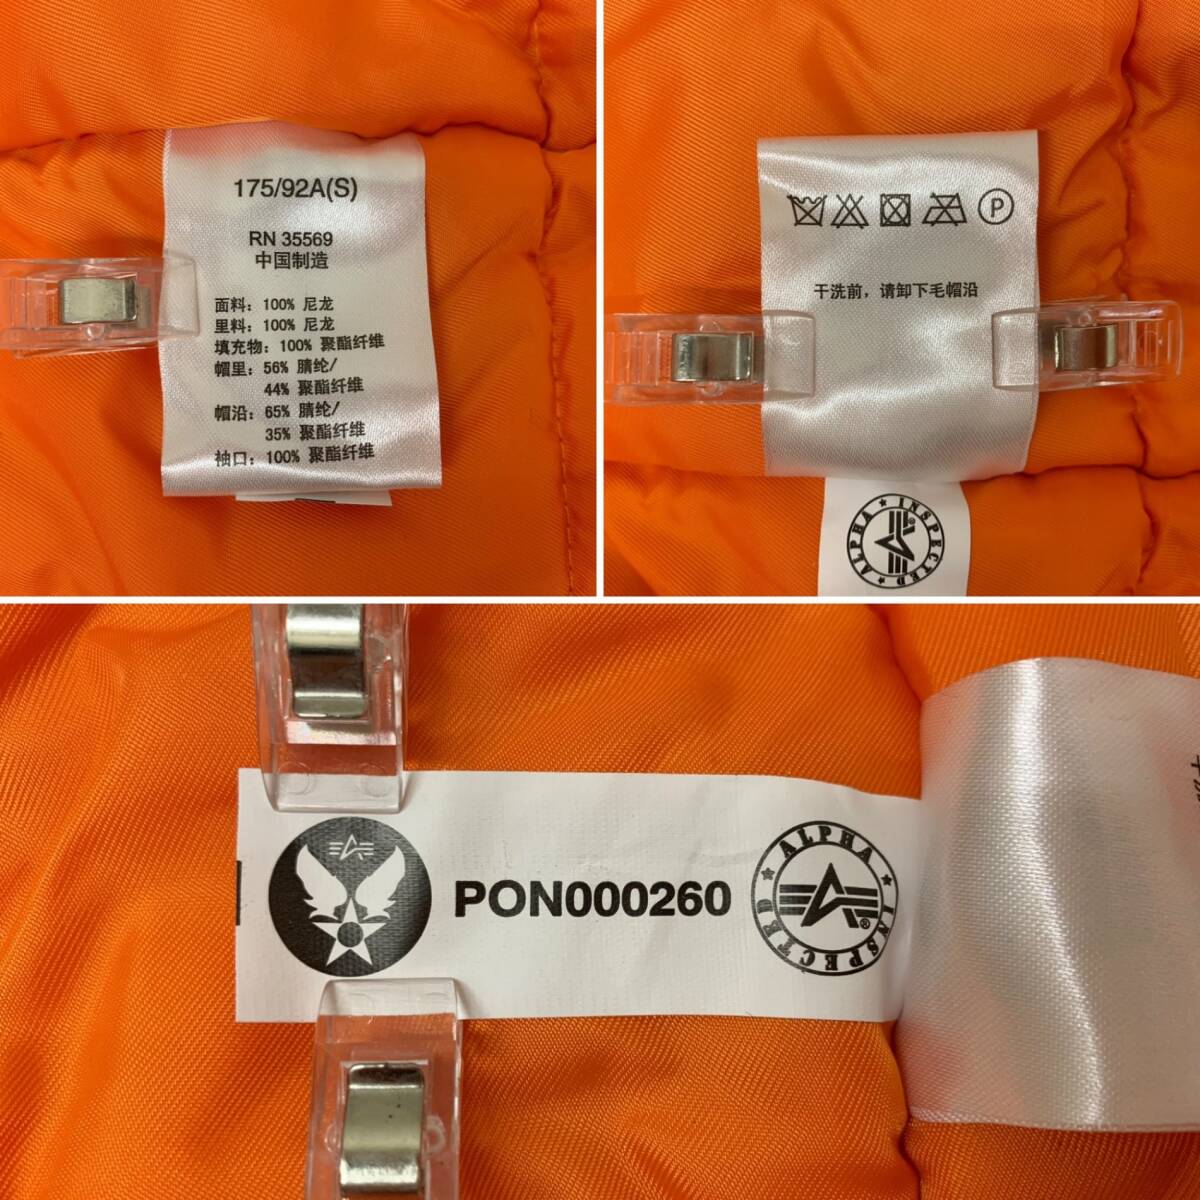 175/92A(S)
RN 35569
中国制造
面料: 100% 尼龙
里料: 100% 尼龙
填充物: 100% 聚酯纤维
帽里: 56% 腈纶/
44% 聚酯纤维
帽沿: 65% 腈纶/
35% 聚酯纤维
袖口: 100% 聚酯纤维
P
干洗前，请卸下毛帽沿
ALPHA INSPECTED
PON000260
ALPHA INSPECTED
®